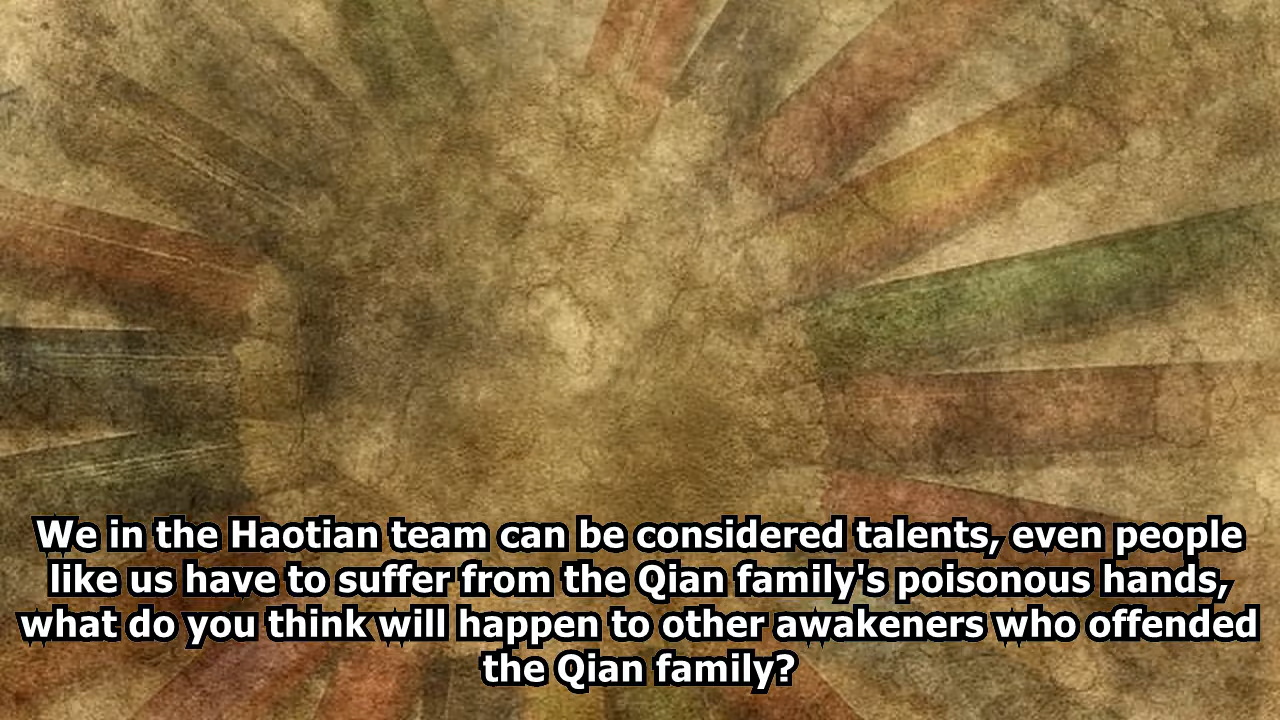 We in the Haotian team can be considered talents, even people
like us have to suffer from the Qian family's poisonous hands,
what do you think will happen to other awakeners who offended
the Qian family?